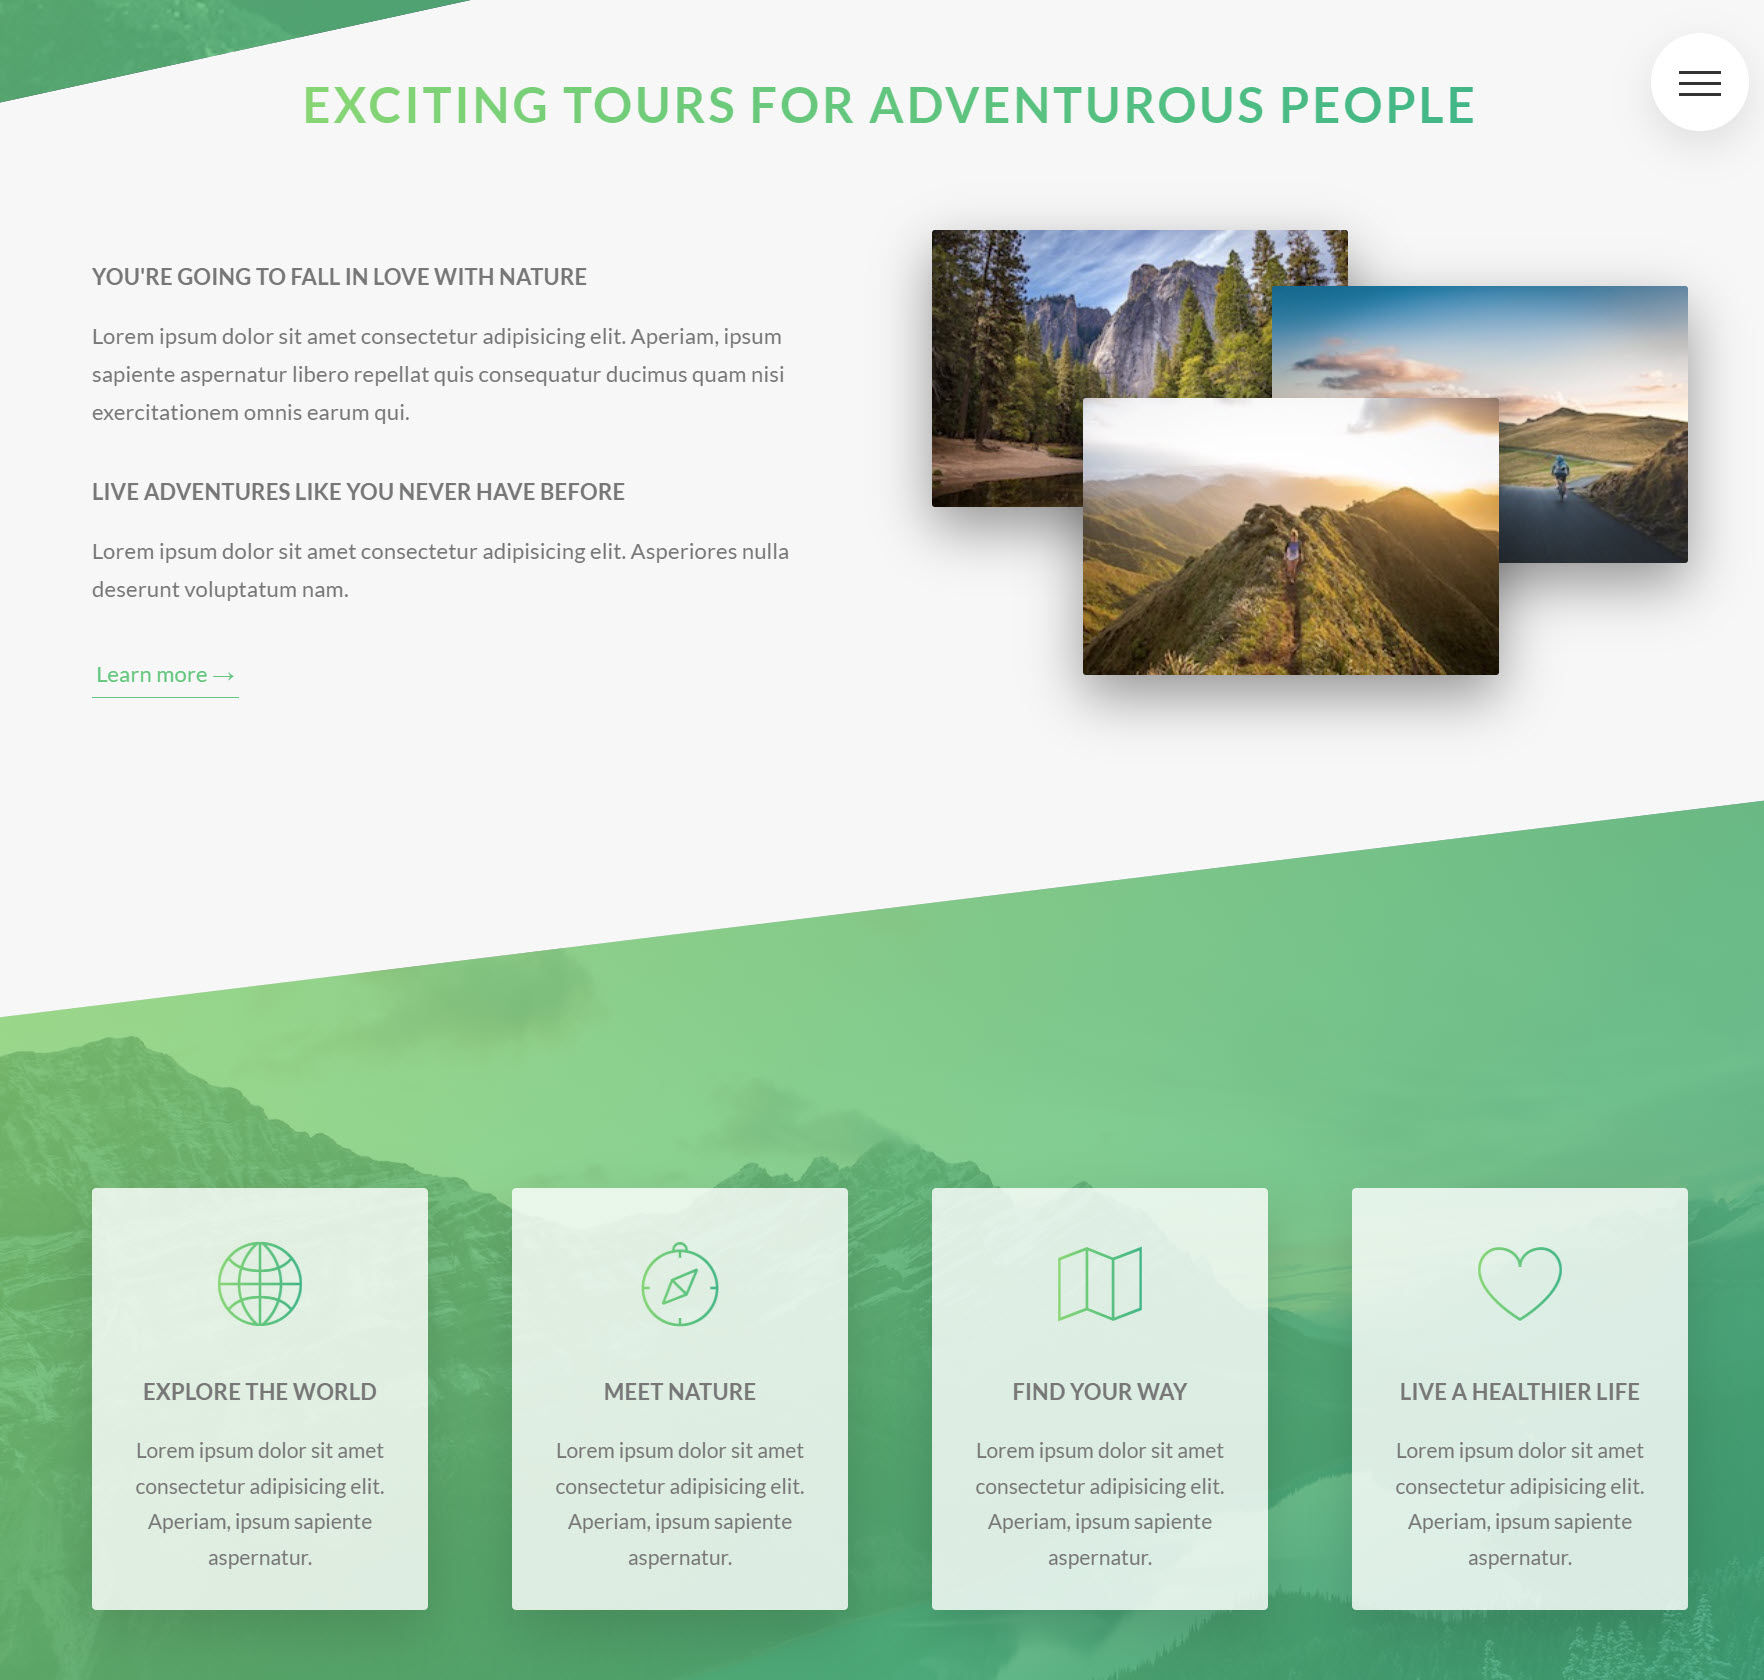 EXCITING TOURS FOR ADVENTUROUS PEOPLE
YOU'RE GOING TO FALL IN LOVE WITH NATURE
Lorem ipsum dolor sit amet consectetur adipisicing elit. Aperiam, ipsum
sapiente aspernatur libero repellat quis consequatur ducimus quam nisi
exercitationem omnis earum qui.
LIVE ADVENTURES LIKE YOU NEVER HAVE BEFORE
Lorem ipsum dolor sit amet consectetur adipisicing elit. Asperiores nulla
deserunt voluptatum nam.
Learn more →
EXPLORE THE WORLD
Lorem ipsum dolor sit amet
consectetur adipisicing elit.
Aperiam, ipsum sapiente
aspernatur.
MEET NATURE
Lorem ipsum dolor sit amet
consectetur adipisicing elit.
Aperiam, ipsum sapiente
aspernatur.
FIND YOUR WAY
Lorem ipsum dolor sit amet
consectetur adipisicing elit.
Aperiam, ipsum sapiente
aspernatur.
LIVE A HEALTHIER LIFE
Lorem ipsum dolor sit amet
consectetur adipisicing elit.
Aperiam, ipsum sapiente
aspernatur.